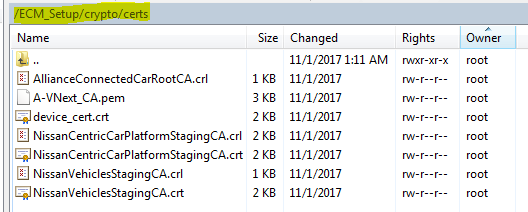 /ECM_Setup/crypto/certs
Name Size Changed Rights Owner
.. 11/1/2017 1:11 AM rwxr-xr-x root
AllianceConnectedCarRootCA.crl 1 KB 11/1/2017 rw-r--r-- root
A-VNext_CA.pem 3 KB 11/1/2017 rw-r--r-- root
device_cert.crt 2 KB 11/1/2017 rw-r--r-- root
NissanCentricCarPlatformStagingCA.crl 2 KB 11/1/2017 rw-r--r-- root
NissanCentricCarPlatformStagingCA.crt 2 KB 11/1/2017 rw-r--r-- root
NissanVehiclesStagingCA.crl 1 KB 11/1/2017 rw-r--r-- root
NissanVehiclesStagingCA.crt 2 KB 11/1/2017 rw-r--r-- root